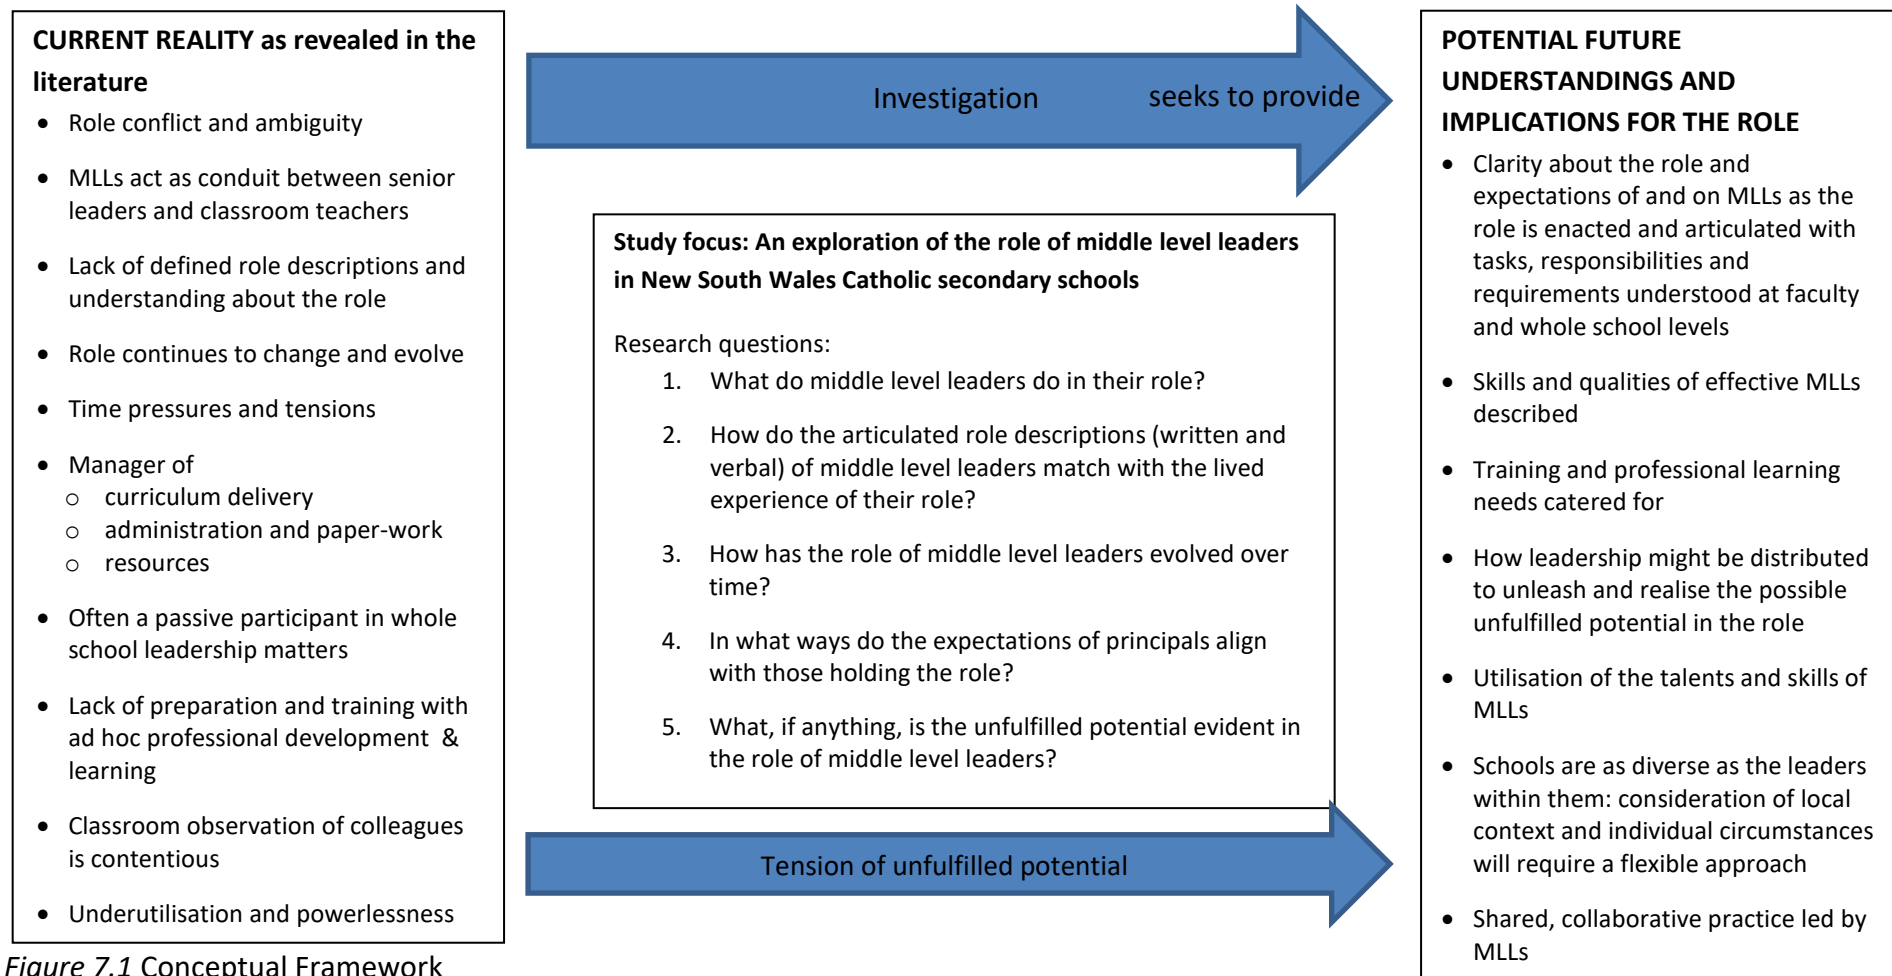 CURRENT REALITY as revealed in the
literature
• Role conflict and ambiguity
• MLLs act as conduit between senior
leaders and classroom teachers
• Lack of defined role descriptions and
understanding about the role
• Role continues to change and evolve
• Time pressures and tensions
• Manager of
o curriculum delivery
o administration and paper-work
o resources
• Often a passive participant in whole
school leadership matters
• Lack of preparation and training with
ad hoc professional development &
learning
• Classroom observation of colleagues
is contentious
• Underutilisation and powerlessness
Investigation seeks to provide
Study focus: An exploration of the role of middle level leaders
in New South Wales Catholic secondary schools
Research questions:
1. What do middle level leaders do in their role?
2. How do the articulated role descriptions (written and
verbal) of middle level leaders match with the lived
experience of their role?
3. How has the role of middle level leaders evolved over
time?
4. In what ways do the expectations of principals align
with those holding the role?
5. What, if anything, is the unfulfilled potential evident in
the role of middle level leaders?
Tension of unfulfilled potential
POTENTIAL FUTURE
UNDERSTANDINGS AND
IMPLICATIONS FOR THE ROLE
• Clarity about the role and
expectations of and on MLLs as the
role is enacted and articulated with
tasks, responsibilities and
requirements understood at faculty
and whole school levels
• Skills and qualities of effective MLLs
described
• Training and professional learning
needs catered for
• How leadership might be distributed
to unleash and realise the possible
unfulfilled potential in the role
• Utilisation of the talents and skills of
MLLs
• Schools are as diverse as the leaders
within them: consideration of local
context and individual circumstances
will require a flexible approach
• Shared, collaborative practice led by
MLLs
Figure 7.1 Conceptual Framework